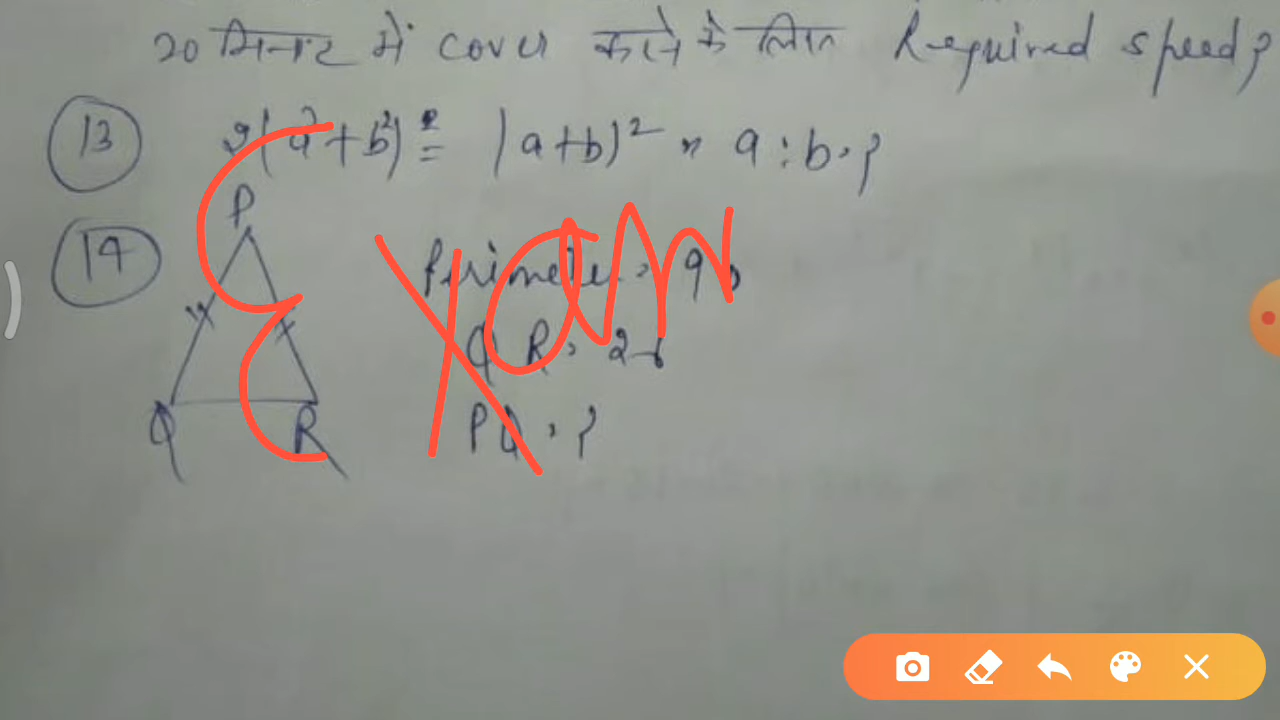 20 मिनट में cover करने के लिए Required speed?
13 2(a²+b²) = (a+b)² n a:b.?
14 P Perimeter = 90
QR = 26
Q R PQ = ?
Exam